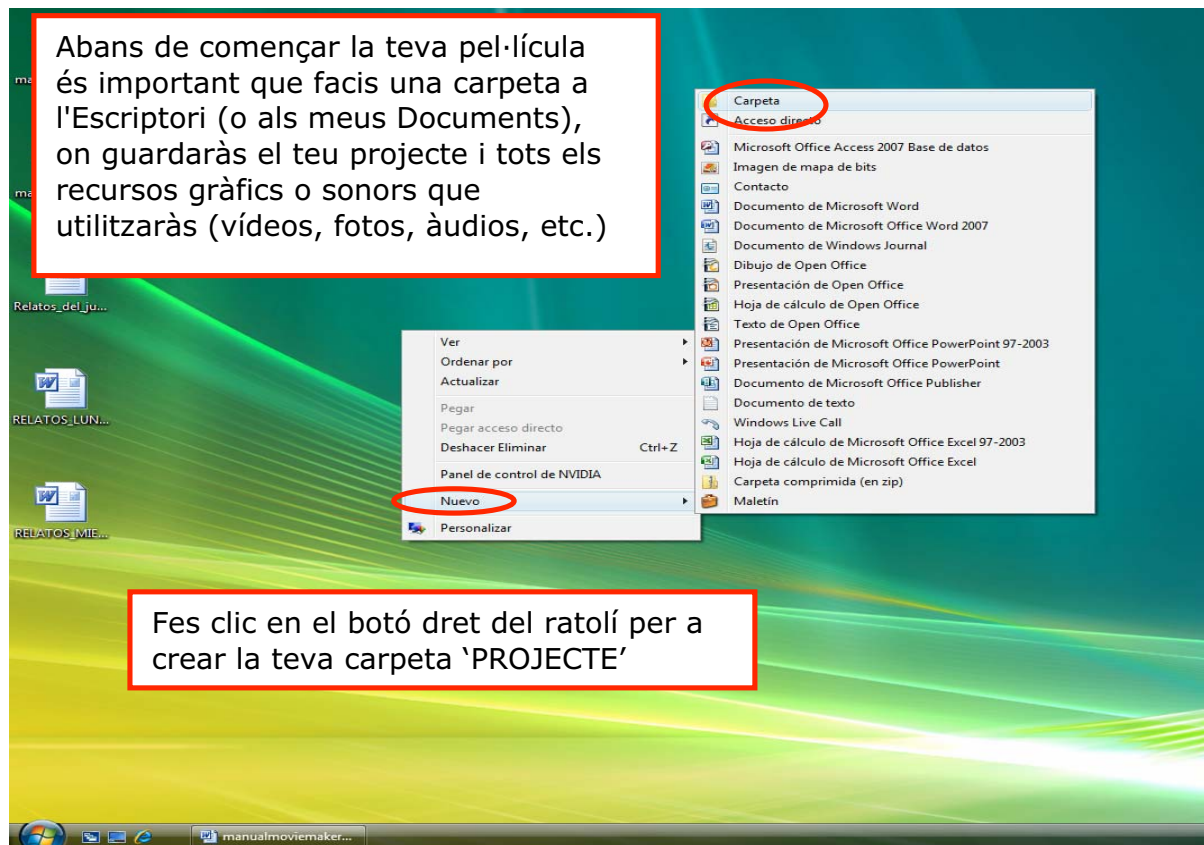 Abans de començar la teva pel·lícula
és important que facis una carpeta a
l'Escriptori (o als meus Documents),
on guardaràs el teu projecte i tots els
recursos gràfics o sonors que
utilitzaràs (vídeos, fotos, àudios, etc.)
ma
ma
Relatos_del_ju...
RELATOS_LUN...
RELATOS_MIE...
Ver
Ordenar por
Actualizar
Pegar
Pegar acceso directo
Deshacer Eliminar Ctrl+Z
Panel de control de NVIDIA
Nuevo
Personalizar
Carpeta
Acceso directo
Microsoft Office Access 2007 Base de datos
Imagen de mapa de bits
Contacto
Documento de Microsoft Word
Documento de Microsoft Office Word 2007
Documento de Windows Journal
Dibujo de Open Office
Presentación de Open Office
Hoja de cálculo de Open Office
Texto de Open Office
Presentación de Microsoft Office PowerPoint 97-2003
Presentación de Microsoft Office PowerPoint
Documento de Microsoft Office Publisher
Documento de texto
Windows Live Call
Hoja de cálculo de Microsoft Office Excel 97-2003
Hoja de cálculo de Microsoft Office Excel
Carpeta comprimida (en zip)
Maletín
Fes clic en el botó dret del ratolí per a
crear la teva carpeta ‘PROJECTE’
manualmoviemaker...